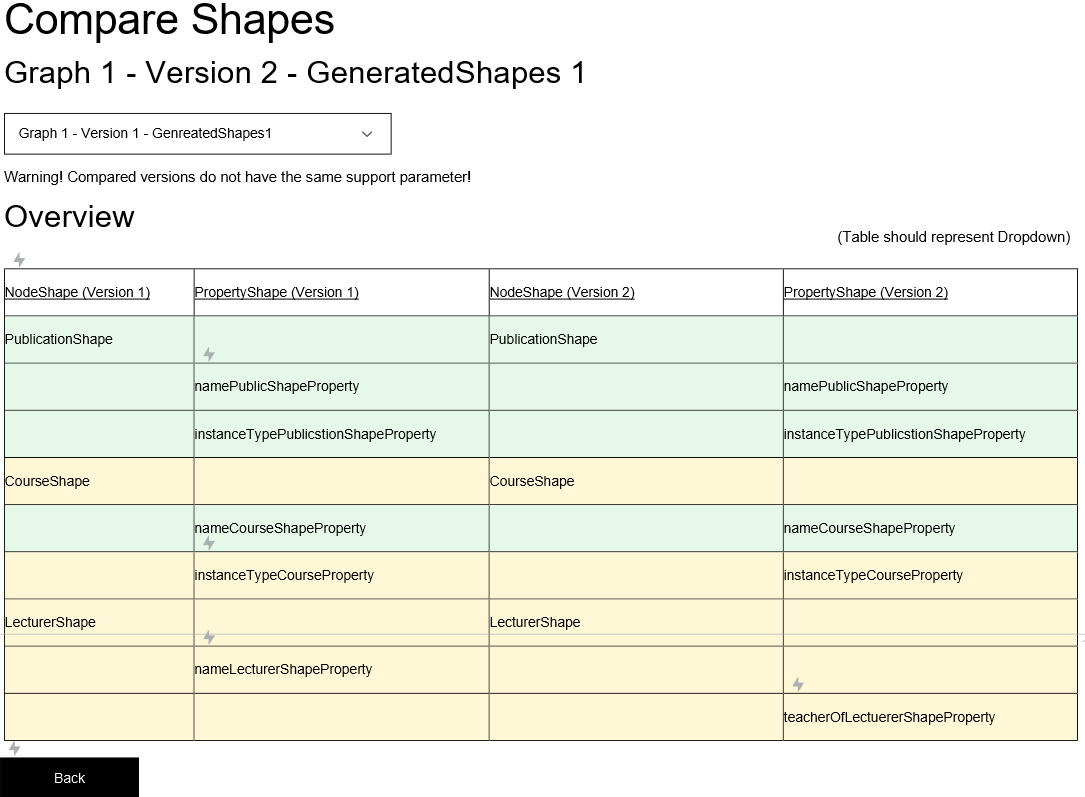 Compare Shapes
Graph 1 - Version 2 - GeneratedShapes 1
Graph 1 - Version 1 - GenreatedShapes1
Warning! Compared versions do not have the same support parameter!
Overview
(Table should represent Dropdown)
NodeShape (Version 1) PropertyShape (Version 1) NodeShape (Version 2) PropertyShape (Version 2)
PublicationShape PublicationShape
namePublicShapeProperty namePublicShapeProperty
instanceTypePublicstionShapeProperty instanceTypePublicstionShapeProperty
CourseShape CourseShape
nameCourseShapeProperty nameCourseShapeProperty
instanceTypeCourseProperty instanceTypeCourseProperty
LecturerShape LecturerShape
nameLecturerShapeProperty
teacherOfLectuererShapeProperty
Back